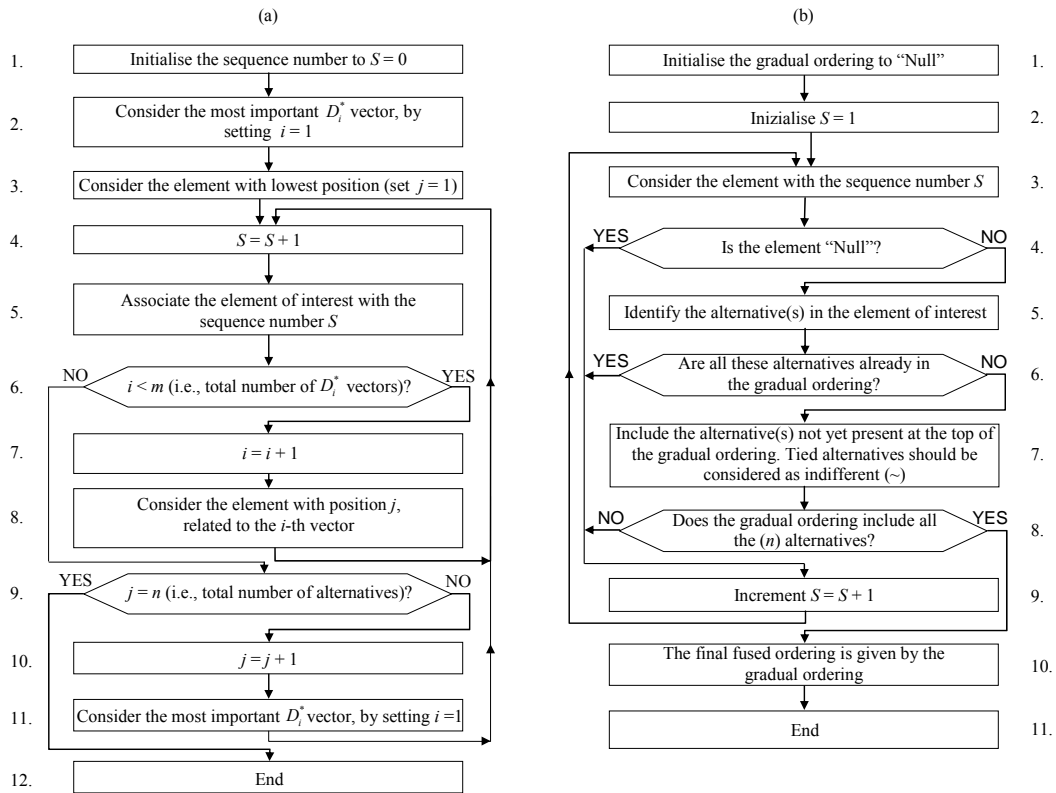 (a)
1. Initialise the sequence number to S = 0
2. Consider the most important D_i^* vector, by
setting i = 1
3. Consider the element with lowest position (set j = 1)
4. S = S + 1
5. Associate the element of interest with the
sequence number S
6. NO i < m (i.e., total number of D_i^* vectors)? YES
7. i = i + 1
8. Consider the element with position j,
related to the i-th vector
9. YES j = n (i.e., total number of alternatives)? NO
10. j = j + 1
11. Consider the most important D_i^* vector, by setting i =1
12. End
(b)
Initialise the gradual ordering to “Null” 1.
Inizialise S = 1 2.
Consider the element with the sequence number S 3.
YES Is the element “Null”? NO 4.
Identify the alternative(s) in the element of interest 5.
YES Are all these alternatives already in
the gradual ordering? NO 6.
Include the alternative(s) not yet present at the top of
the gradual ordering. Tied alternatives should be
considered as indifferent (~) 7.
NO Does the gradual ordering include all
the (n) alternatives? YES 8.
Increment S = S + 1 9.
The final fused ordering is given by the
gradual ordering 10.
End 11.